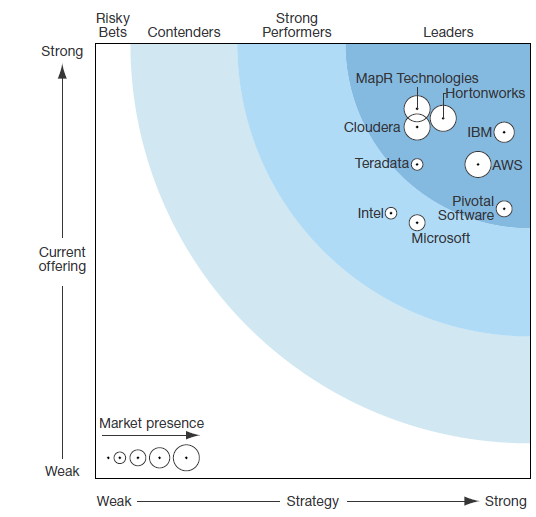 Risky
Bets
Contenders
Strong
Performers
Leaders
Strong
MapR Technologies
Hortonworks
Cloudera
IBM
Teradata
AWS
Pivotal
Software
Intel
Microsoft
Current
offering
Market presence
Weak
Weak
Strategy
Strong